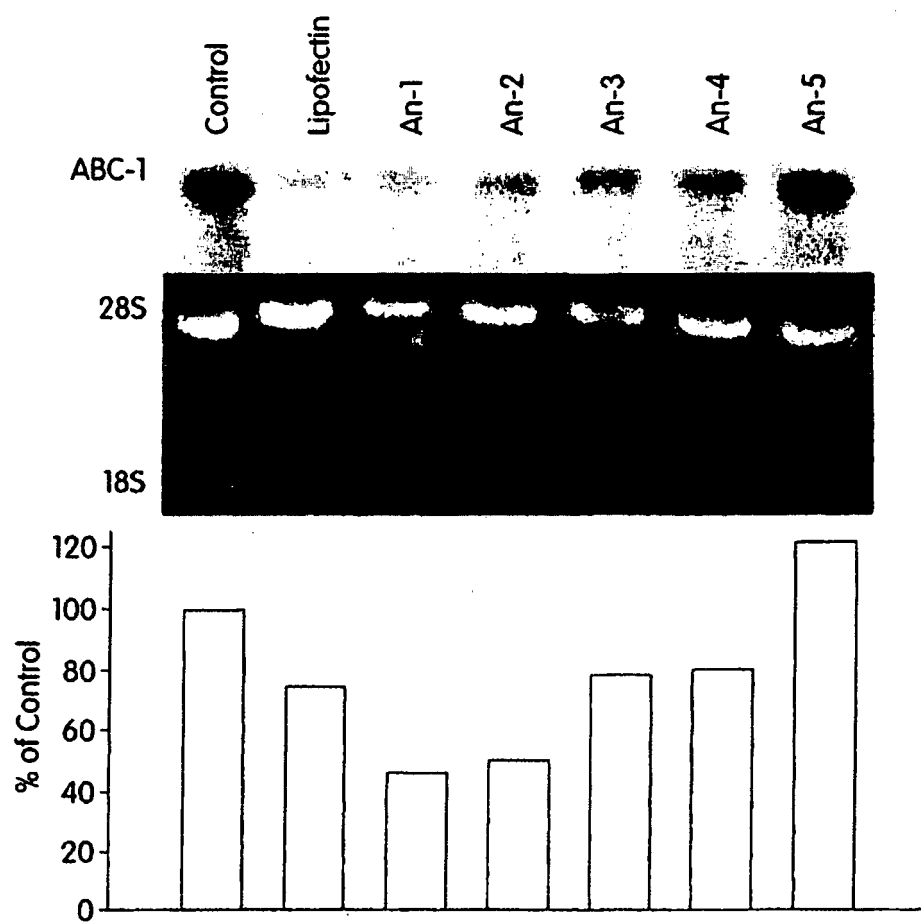 Control
Lipofectin
An-1
An-2
An-3
An-4
An-5
ABC-1
28S
18S
120
100
80
60
40
20
0
% of Control